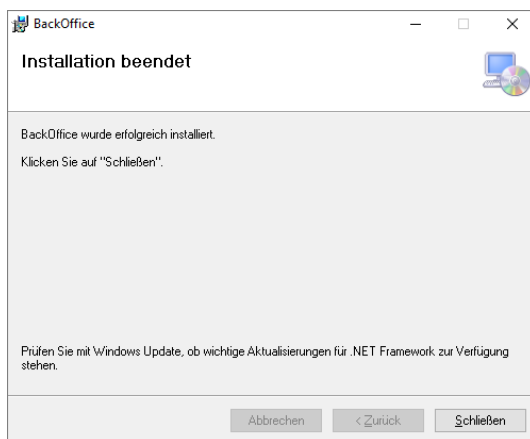 BackOffice
Installation beendet
BackOffice wurde erfolgreich installiert.
Klicken Sie auf "Schließen".
Prüfen Sie mit Windows Update, ob wichtige Aktualisierungen für .NET Framework zur Verfügung
stehen.
Abbrechen < Zurück Schließen